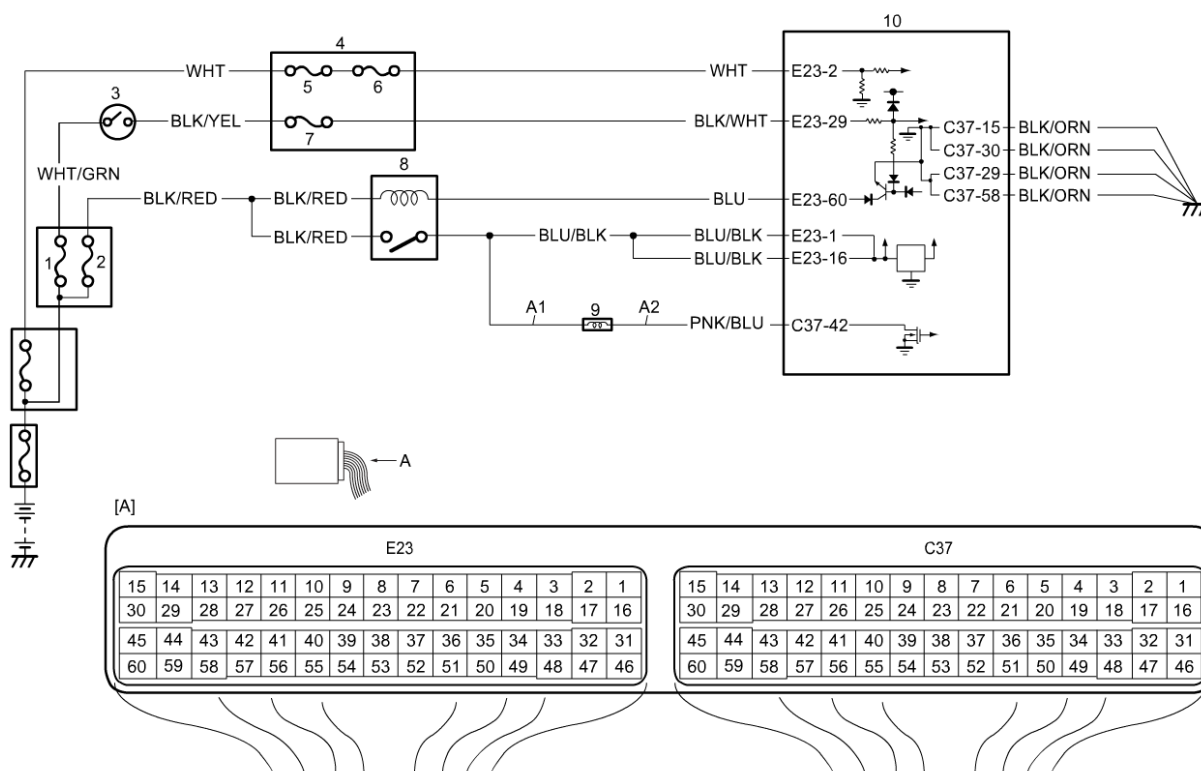 10
4
WHT
5
6
WHT
E23-2
3
BLK/YEL
7
BLK/WHT
E23-29
C37-15
BLK/ORN
C37-30
BLK/ORN
WHT/GRN
8
C37-29
BLK/ORN
BLK/RED
BLK/RED
BLU
E23-60
C37-58
BLK/ORN
BLK/RED
BLU/BLK
BLU/BLK
E23-1
1
2
BLU/BLK
E23-16
A1
9
A2
PNK/BLU
C37-42
A
[A]
E23
C37
15 14 13 12 11 10 9 8 7 6 5 4 3 2 1
30 29 28 27 26 25 24 23 22 21 20 19 18 17 16
45 44 43 42 41 40 39 38 37 36 35 34 33 32 31
60 59 58 57 56 55 54 53 52 51 50 49 48 47 46
15 14 13 12 11 10 9 8 7 6 5 4 3 2 1
30 29 28 27 26 25 24 23 22 21 20 19 18 17 16
45 44 43 42 41 40 39 38 37 36 35 34 33 32 31
60 59 58 57 56 55 54 53 52 51 50 49 48 47 46